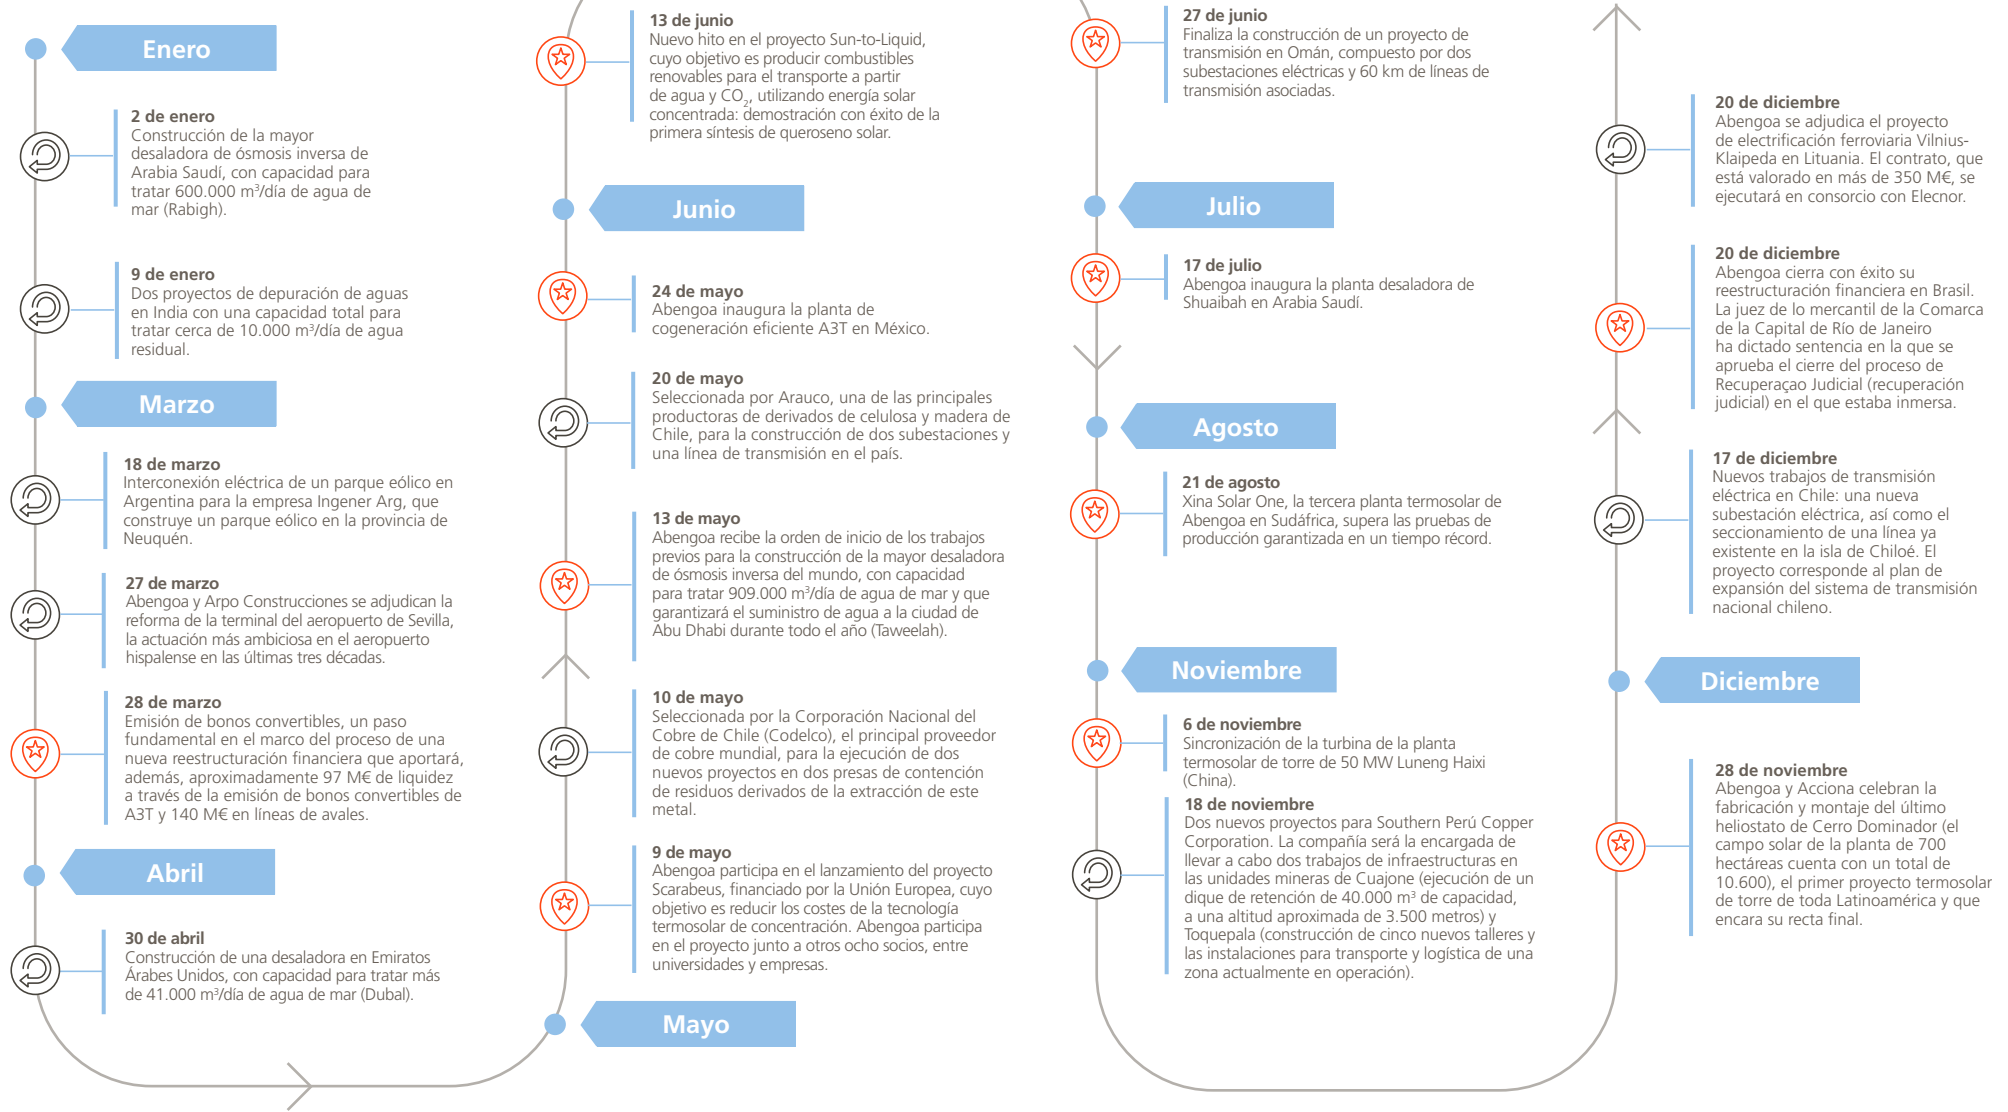 Enero
2 de enero
Construcción de la mayor
desaladora de ósmosis inversa de
Arabia Saudí, con capacidad para
tratar 600.000 m³/día de agua de
mar (Rabigh).
9 de enero
Dos proyectos de depuración de aguas
en India con una capacidad total para
tratar cerca de 10.000 m³/día de agua
residual.
Marzo
18 de marzo
Interconexión eléctrica de un parque eólico en
Argentina para la empresa Ingener Arg, que
construye un parque eólico en la provincia de
Neuquén.
27 de marzo
Abengoa y Arpo Construcciones se adjudican la
reforma de la terminal del aeropuerto de Sevilla,
la actuación más ambiciosa en el aeropuerto
hispalense en las últimas tres décadas.
28 de marzo
Emisión de bonos convertibles, un paso
fundamental en el marco del proceso de una
nueva reestructuración financiera que aportará,
además, aproximadamente 97 M€ de liquidez
a través de la emisión de bonos convertibles de
A3T y 140 M€ en líneas de avales.
Abril
30 de abril
Construcción de una desaladora en Emiratos
Árabes Unidos, con capacidad para tratar más
de 41.000 m³/día de agua de mar (Dubal).
13 de junio
Nuevo hito en el proyecto Sun-to-Liquid,
cuyo objetivo es producir combustibles
renovables para el transporte a partir
de agua y CO₂, utilizando energía solar
concentrada: demostración con éxito de la
primera síntesis de queroseno solar.
Junio
24 de mayo
Abengoa inaugura la planta de
cogeneración eficiente A3T en México.
20 de mayo
Seleccionada por Arauco, una de las principales
productoras de derivados de celulosa y madera de
Chile, para la construcción de dos subestaciones y
una línea de transmisión en el país.
13 de mayo
Abengoa recibe la orden de inicio de los trabajos
previos para la construcción de la mayor desaladora
de ósmosis inversa del mundo, con capacidad
para tratar 909.000 m³/día de agua de mar y que
garantizará el suministro de agua a la ciudad de
Abu Dhabi durante todo el año (Taweelah).
10 de mayo
Seleccionada por la Corporación Nacional del
Cobre de Chile (Codelco), el principal proveedor
de cobre mundial, para la ejecución de dos
nuevos proyectos en dos presas de contención
de residuos derivados de la extracción de este
metal.
9 de mayo
Abengoa participa en el lanzamiento del proyecto
Scarabeus, financiado por la Unión Europea, cuyo
objetivo es reducir los costes de la tecnología
termosolar de concentración. Abengoa participa
en el proyecto junto a otros ocho socios, entre
universidades y empresas.
Mayo
27 de junio
Finaliza la construcción de un proyecto de
transmisión en Omán, compuesto por dos
subestaciones eléctricas y 60 km de líneas de
transmisión asociadas.
Julio
17 de julio
Abengoa inaugura la planta desaladora de
Shuaibah en Arabia Saudí.
Agosto
21 de agosto
Xina Solar One, la tercera planta termosolar de
Abengoa en Sudáfrica, supera las pruebas de
producción garantizada en un tiempo récord.
Noviembre
6 de noviembre
Sincronización de la turbina de la planta
termosolar de torre de 50 MW Luneng Haixi
(China).
18 de noviembre
Dos nuevos proyectos para Southern Perú Copper
Corporation. La compañía será la encargada de
llevar a cabo dos trabajos de infraestructuras en
las unidades mineras de Cuajone (ejecución de un
dique de retención de 40.000 m³ de capacidad,
a una altitud aproximada de 3.500 metros) y
Toquepala (construcción de cinco nuevos talleres y
las instalaciones para transporte y logística de una
zona actualmente en operación).
20 de diciembre
Abengoa se adjudica el proyecto
de electrificación ferroviaria Vilnius-
Klaipeda en Lituania. El contrato, que
está valorado en más de 350 M€, se
ejecutará en consorcio con Elecnor.
20 de diciembre
Abengoa cierra con éxito su
reestructuración financiera en Brasil.
La juez de lo mercantil de la Comarca
de la Capital de Río de Janeiro
ha dictado sentencia en la que se
aprueba el cierre del proceso de
Recuperaçao Judicial (recuperación
judicial) en el que estaba inmersa.
17 de diciembre
Nuevos trabajos de transmisión
eléctrica en Chile: una nueva
subestación eléctrica, así como el
seccionamiento de una línea ya
existente en la isla de Chiloé. El
proyecto corresponde al plan de
expansión del sistema de transmisión
nacional chileno.
Diciembre
28 de noviembre
Abengoa y Acciona celebran la
fabricación y montaje del último
heliostato de Cerro Dominador (el
campo solar de la planta de 700
hectáreas cuenta con un total de
10.600), el primer proyecto termosolar
de torre de toda Latinoamérica y que
encara su recta final.